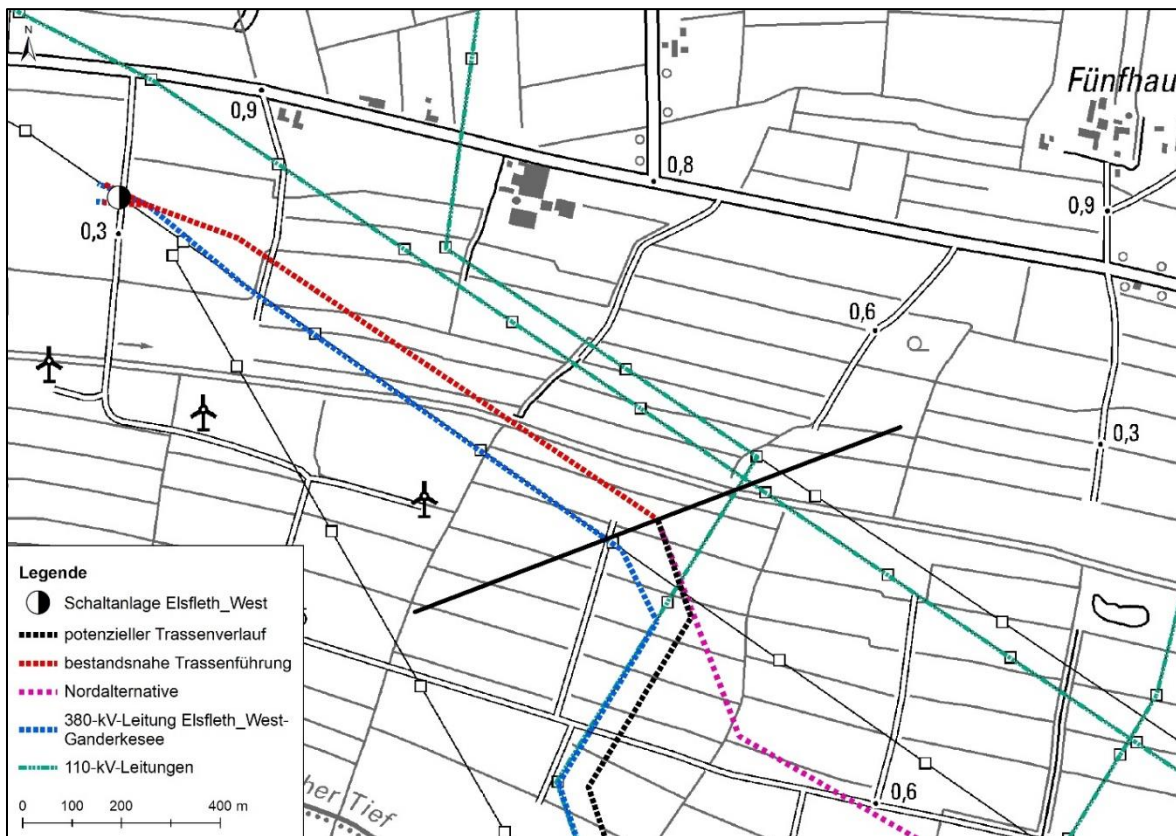 N
Fünfhau
0,9
0,8
0,9
0,3
0,6
0,3
Legende
Schaltanlage Elsfleth_West
potenzieller Trassenverlauf
bestandsnahe Trassenführung
Nordalternative
380-kV-Leitung Elsfleth_West-
Ganderkesee
110-kV-Leitungen
0 100 200 400 m
her Tief
0,6